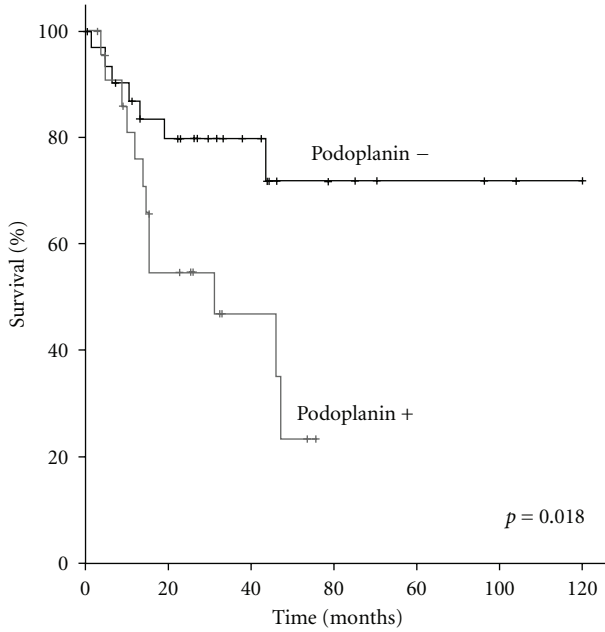 100
80
60
40
20
0
Survival (%)
Podoplanin −
Podoplanin +
p = 0.018
0 20 40 80 60 100 120
Time (months)